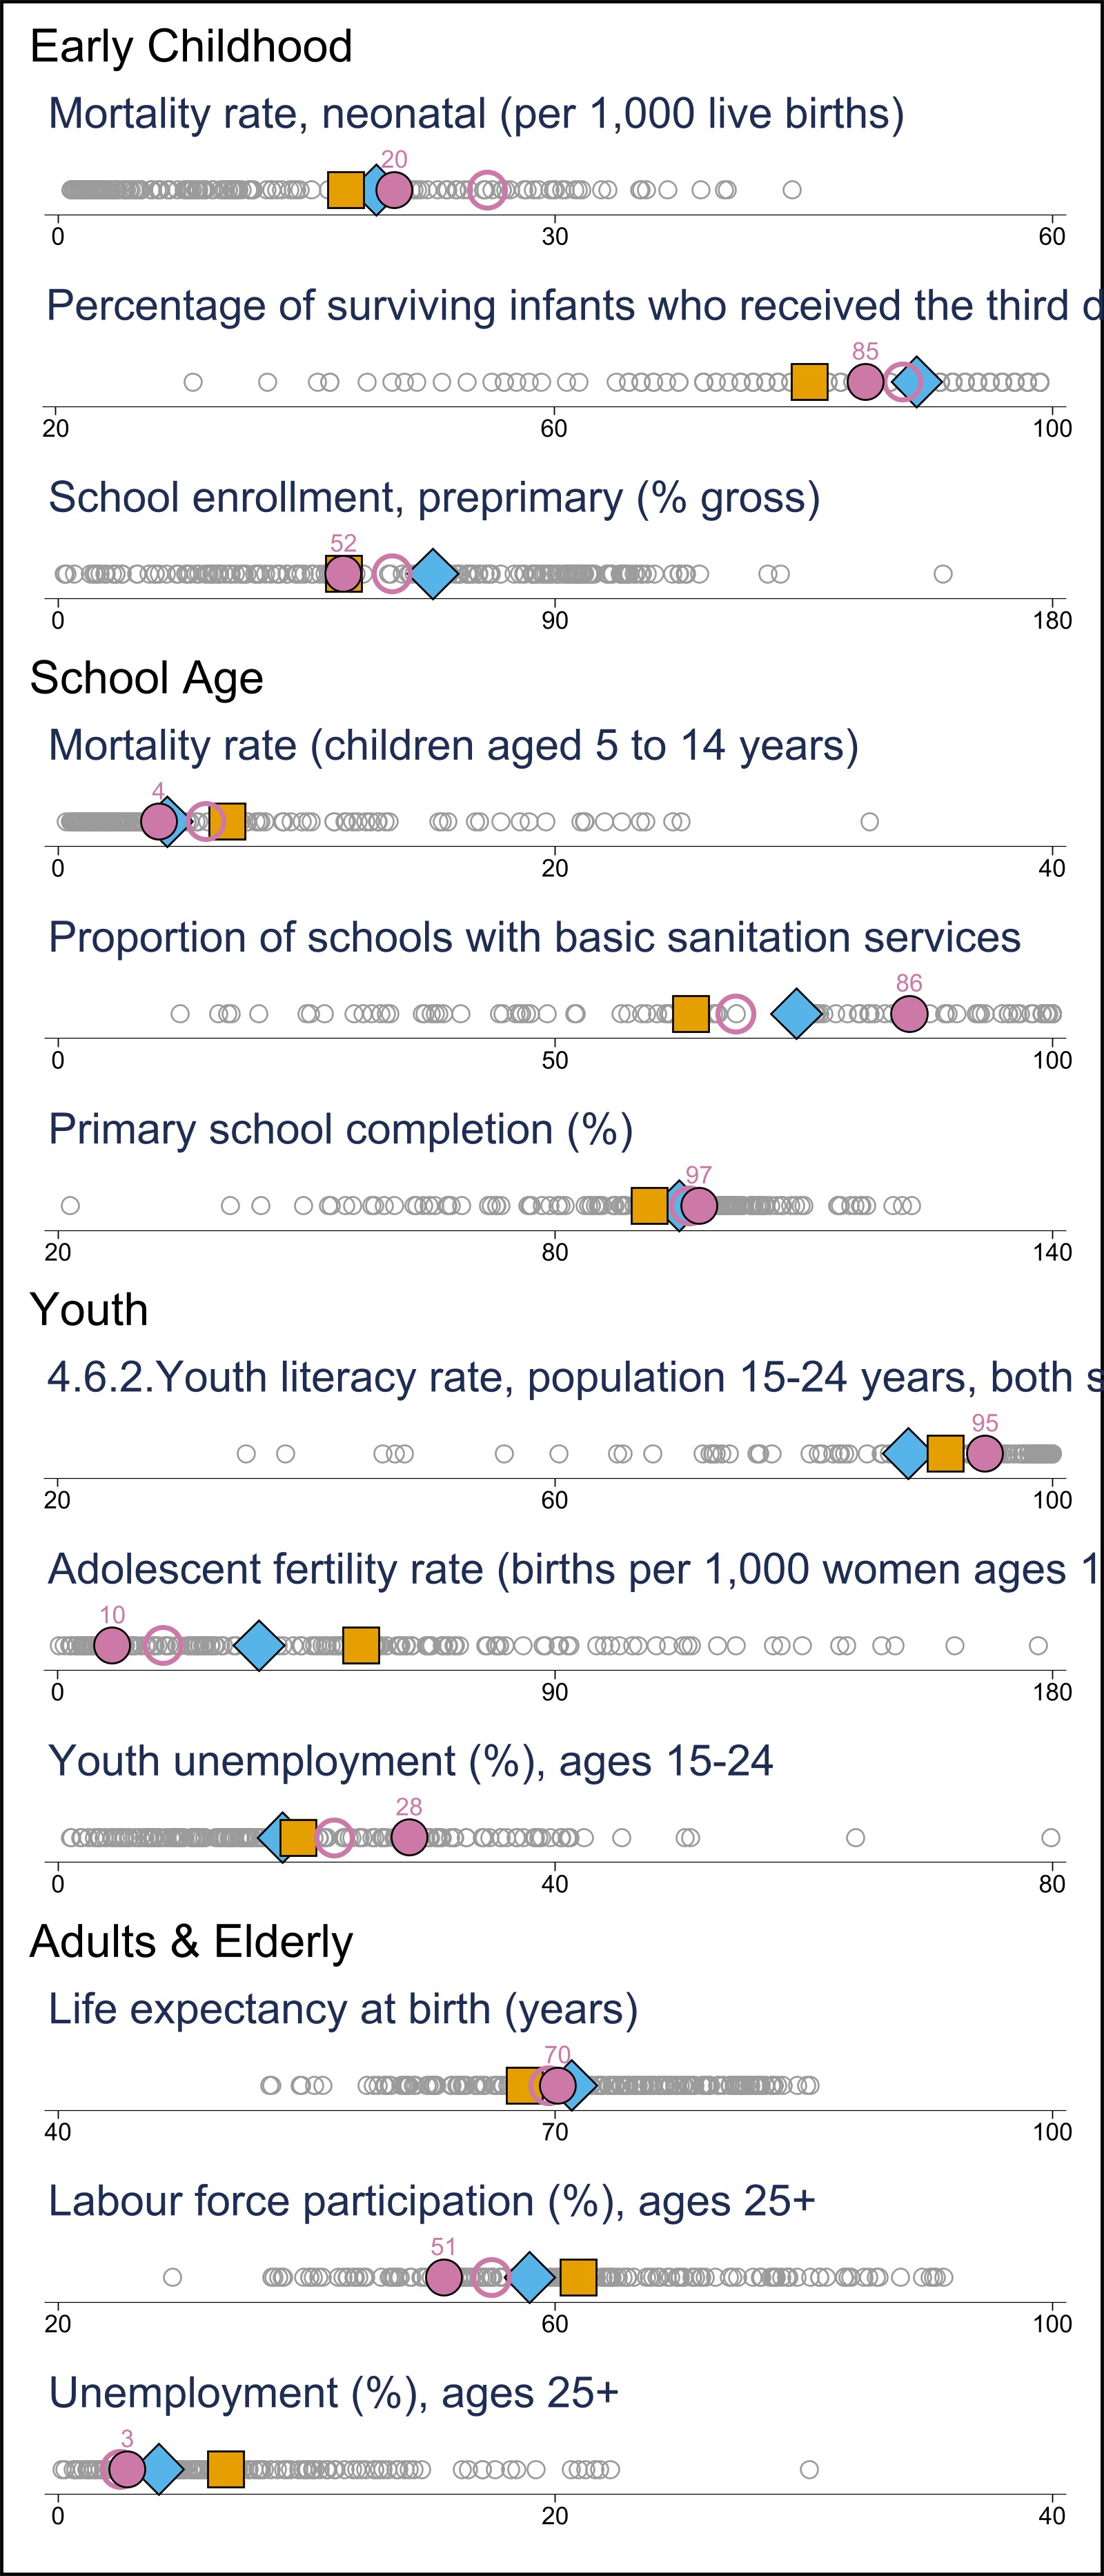 Early Childhood
Mortality rate, neonatal (per 1,000 live births)
20
0 30 60
Percentage of surviving infants who received the third d
85
20 60 100
School enrollment, preprimary (% gross)
52
0 90 180
School Age
Mortality rate (children aged 5 to 14 years)
4
0 20 40
Proportion of schools with basic sanitation services
86
0 50 100
Primary school completion (%)
97
20 80 140
Youth
4.6.2.Youth literacy rate, population 15-24 years, both s
95
20 60 100
Adolescent fertility rate (births per 1,000 women ages 1
10
0 90 180
Youth unemployment (%), ages 15-24
28
0 40 80
Adults & Elderly
Life expectancy at birth (years)
70
40 70 100
Labour force participation (%), ages 25+
51
20 60 100
Unemployment (%), ages 25+
3
0 20 40